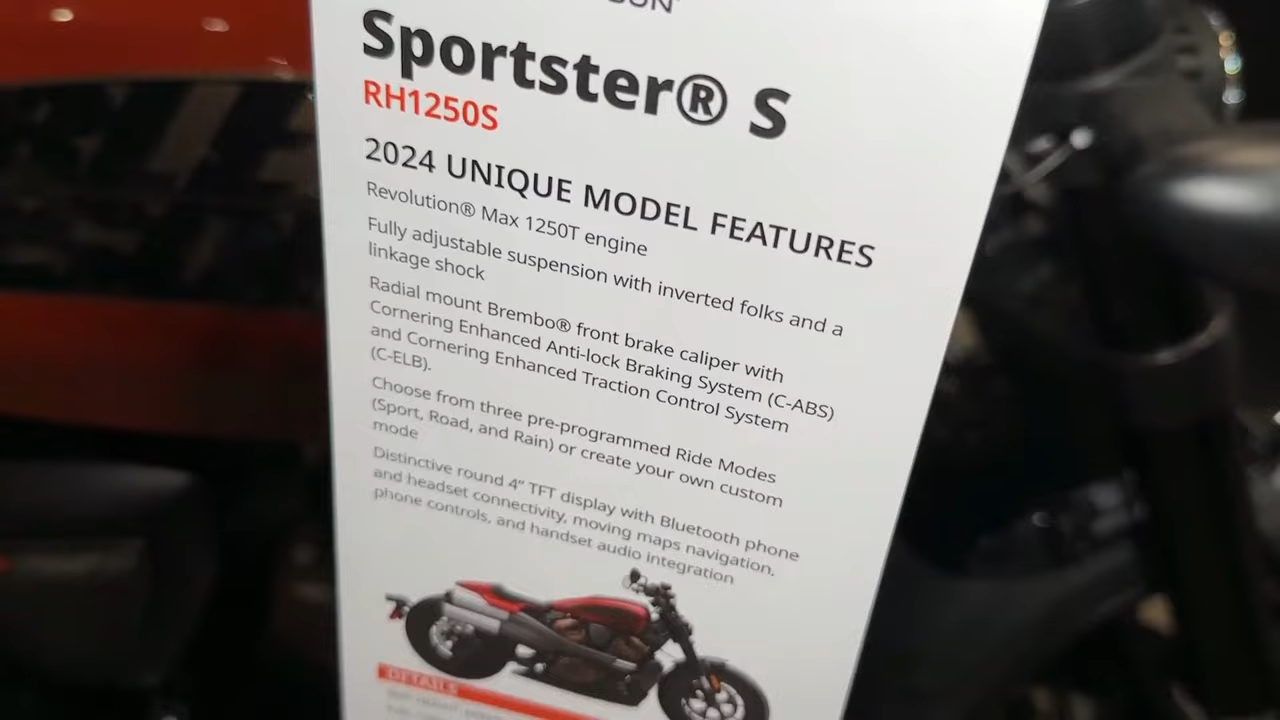 Sportster® S
RH1250S
2024 UNIQUE MODEL FEATURES
Revolution® Max 1250T engine
Fully adjustable suspension with inverted folks and a
linkage shock
Radial mount Brembo® front brake caliper with
Cornering Enhanced Anti-lock Braking System (C-ABS)
and Cornering Enhanced Traction Control System
(C-ELB).
Choose from three pre-programmed Ride Modes
(Sport, Road, and Rain) or create your own custom
mode
Distinctive round 4" TFT display with Bluetooth phone
and headset connectivity, moving maps navigation,
phone controls, and handset audio integration
DETAILS